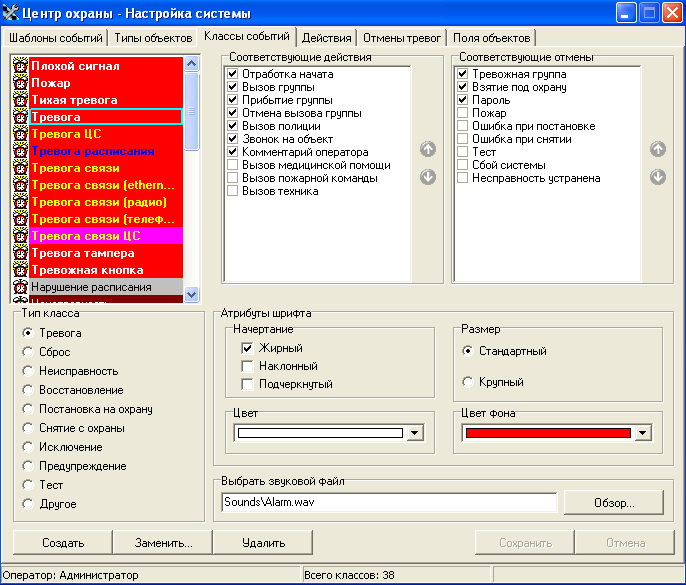 Центр охраны - Настройка системы
Шаблоны событий Типы объектов Классы событий Действия Отмены тревог Поля объектов
Плохой сигнал
Пожар
Тихая тревога
Тревога
Тревога ЦС
Тревога расписания
Тревога связи
Тревога связи (ethern...
Тревога связи (радио)
Тревога связи (телеф...
Тревога связи ЦС
Тревога тампера
Тревожная кнопка
Нарушение расписания
Соответствующие действия
Отработка начата
Вызов группы
Прибытие группы
Отмена вызова группы
Вызов полиции
Звонок на объект
Комментарий оператора
Вызов медицинской помощи
Вызов пожарной команды
Вызов техника
Соответствующие отмены
Тревожная группа
Взятие под охрану
Пароль
Пожар
Ошибка при постановке
Ошибка при снятии
Тест
Сбой системы
Несправность устранена
Тип класса
Тревога
Сброс
Неисправность
Восстановление
Постановка на охрану
Снятие с охраны
Исключение
Предупреждение
Тест
Другое
Атрибуты шрифта
Начертание
Жирный
Наклонный
Подчеркнутый
Размер
Стандартный
Крупный
Цвет
Цвет фона
Выбрать звуковой файл
Sounds\Alarm.wav
Обзор...
Создать Заменить... Удалить Сохранить Отмена
Оператор: Администратор Всего классов: 38